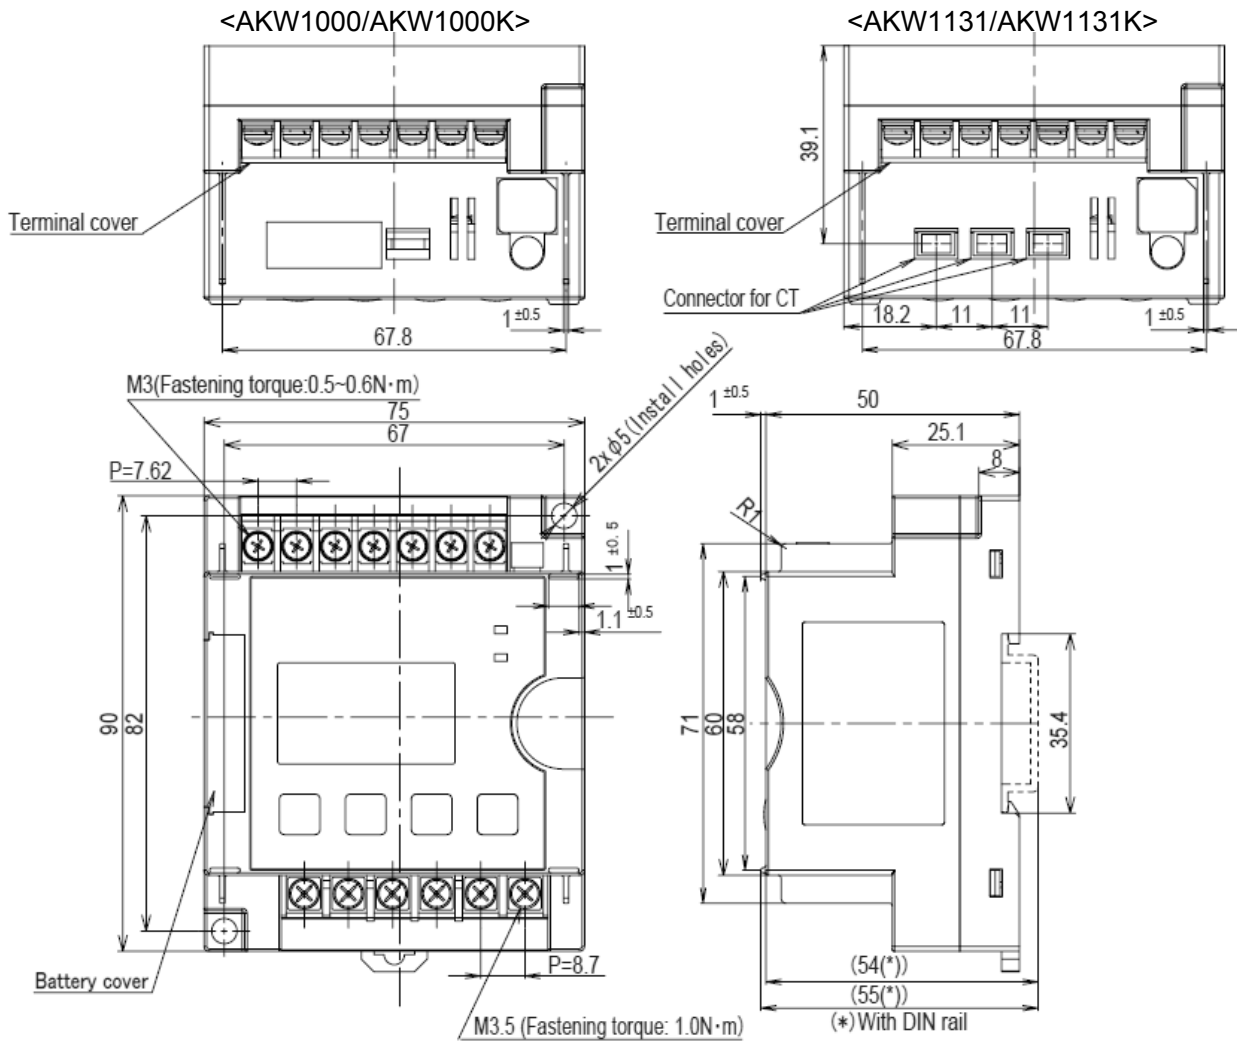 <AKW1000/AKW1000K>
<AKW1131/AKW1131K>
Terminal cover
1 ±0.5
67.8
39.1
Terminal cover
Connector for CT
18.2
11
11
1 ±0.5
67.8
M3(Fastening torque:0.5~0.6N·m)
75
67
P=7.62
2x φ5(Install holes)
1 ±0.5
1.1 ±0.5
90
82
Battery cover
P=8.7
M3.5 (Fastening torque: 1.0N·m)
1 ±0.5
50
25.1
8
R1
71
60
58
35.4
(54(*))
(55(*))
(*)With DIN rail